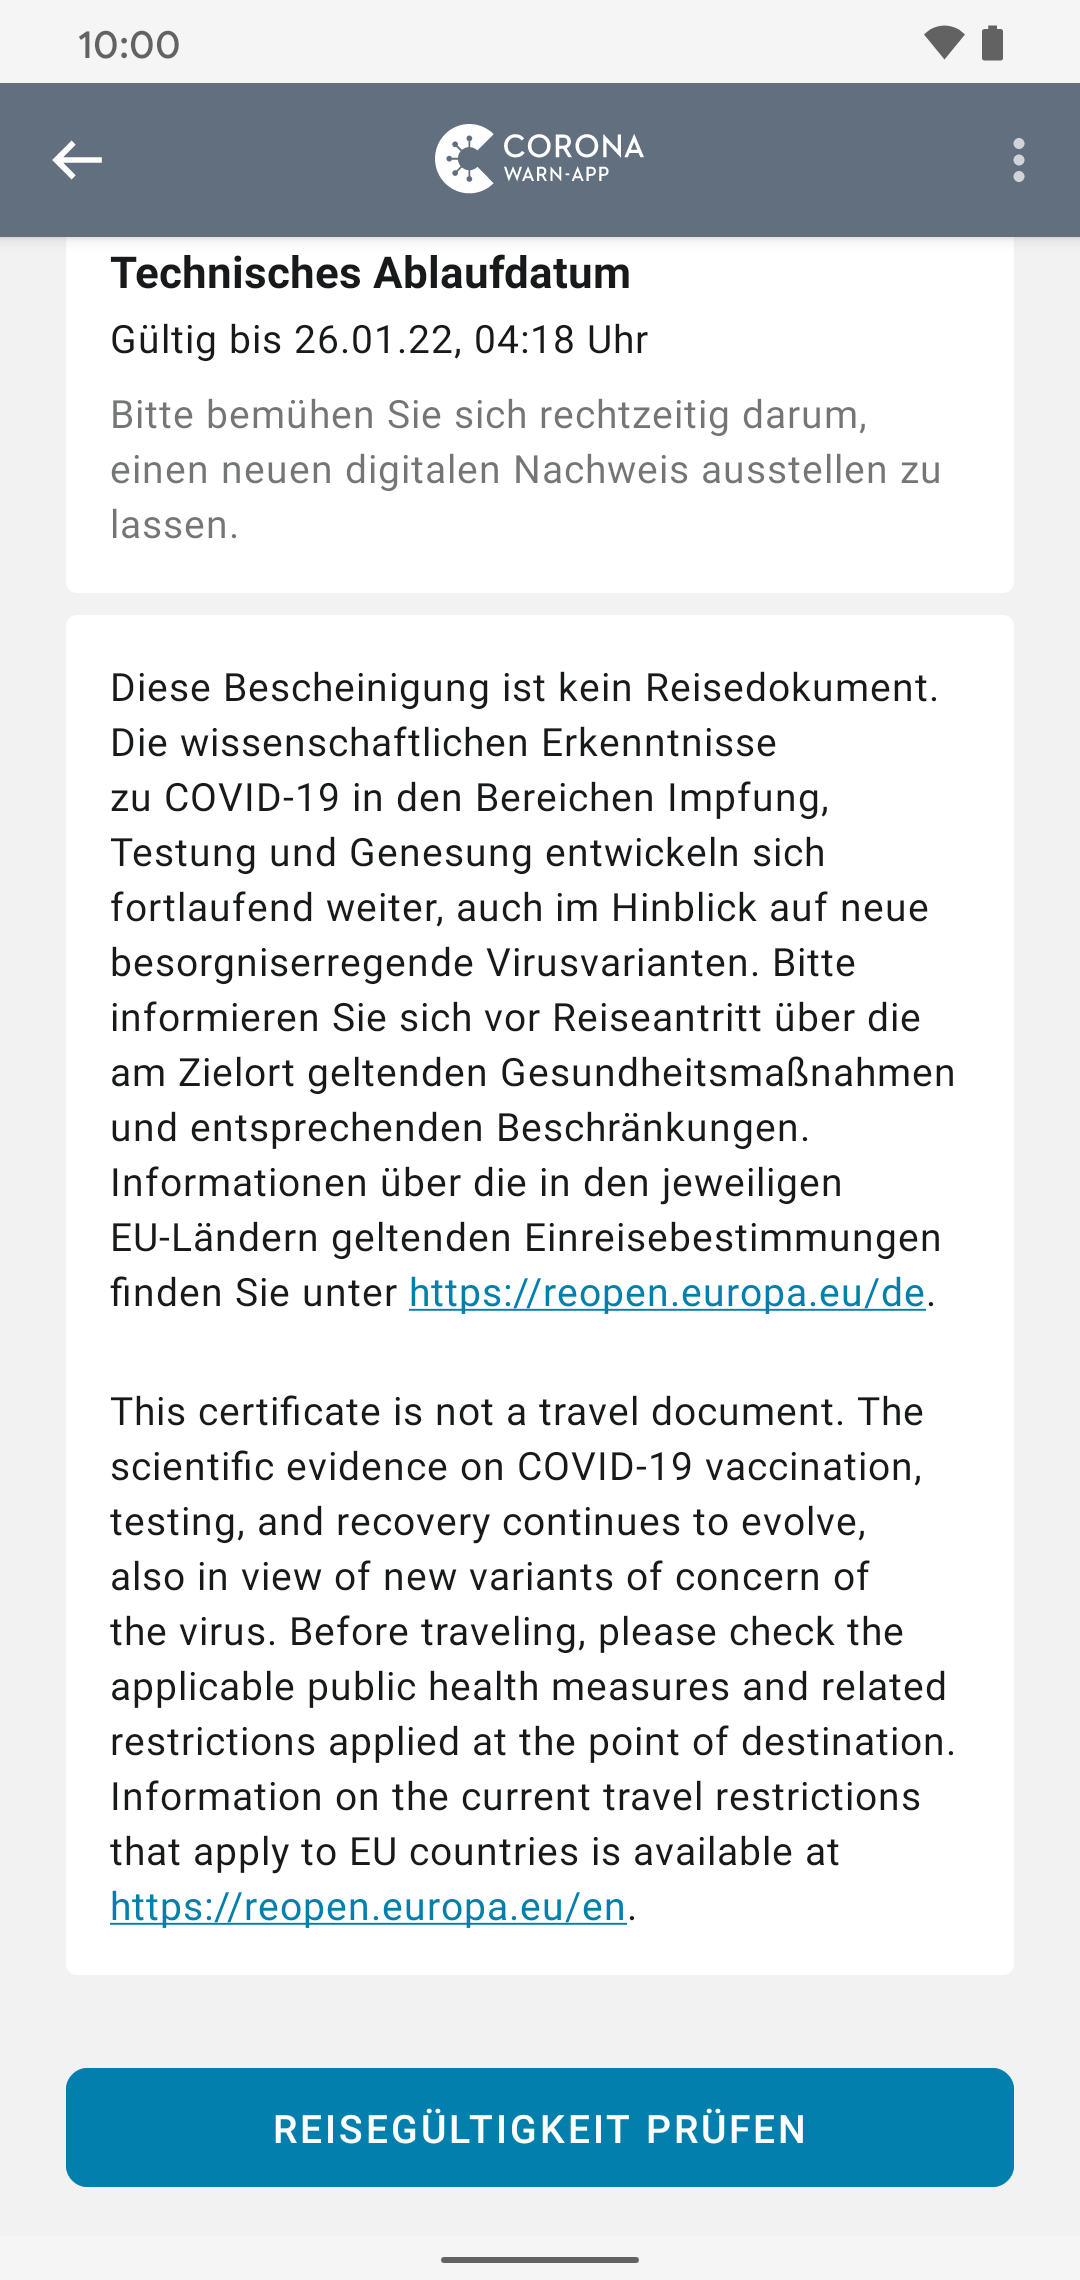 10:00
CORONA
WARN-APP
Technisches Ablaufdatum
Gültig bis 26.01.22, 04:18 Uhr
Bitte bemühen Sie sich rechtzeitig darum,
einen neuen digitalen Nachweis ausstellen zu
lassen.
Diese Bescheinigung ist kein Reisedokument.
Die wissenschaftlichen Erkenntnisse
zu COVID-19 in den Bereichen Impfung,
Testung und Genesung entwickeln sich
fortlaufend weiter, auch im Hinblick auf neue
besorgniserregende Virusvarianten. Bitte
informieren Sie sich vor Reiseantritt über die
am Zielort geltenden Gesundheitsmaßnahmen
und entsprechenden Beschränkungen.
Informationen über die in den jeweiligen
EU-Ländern geltenden Einreisebestimmungen
finden Sie unter https://reopen.europa.eu/de.
This certificate is not a travel document. The
scientific evidence on COVID-19 vaccination,
testing, and recovery continues to evolve,
also in view of new variants of concern of
the virus. Before traveling, please check the
applicable public health measures and related
restrictions applied at the point of destination.
Information on the current travel restrictions
that apply to EU countries is available at
https://reopen.europa.eu/en.
REISEGÜLTIGKEIT PRÜFEN